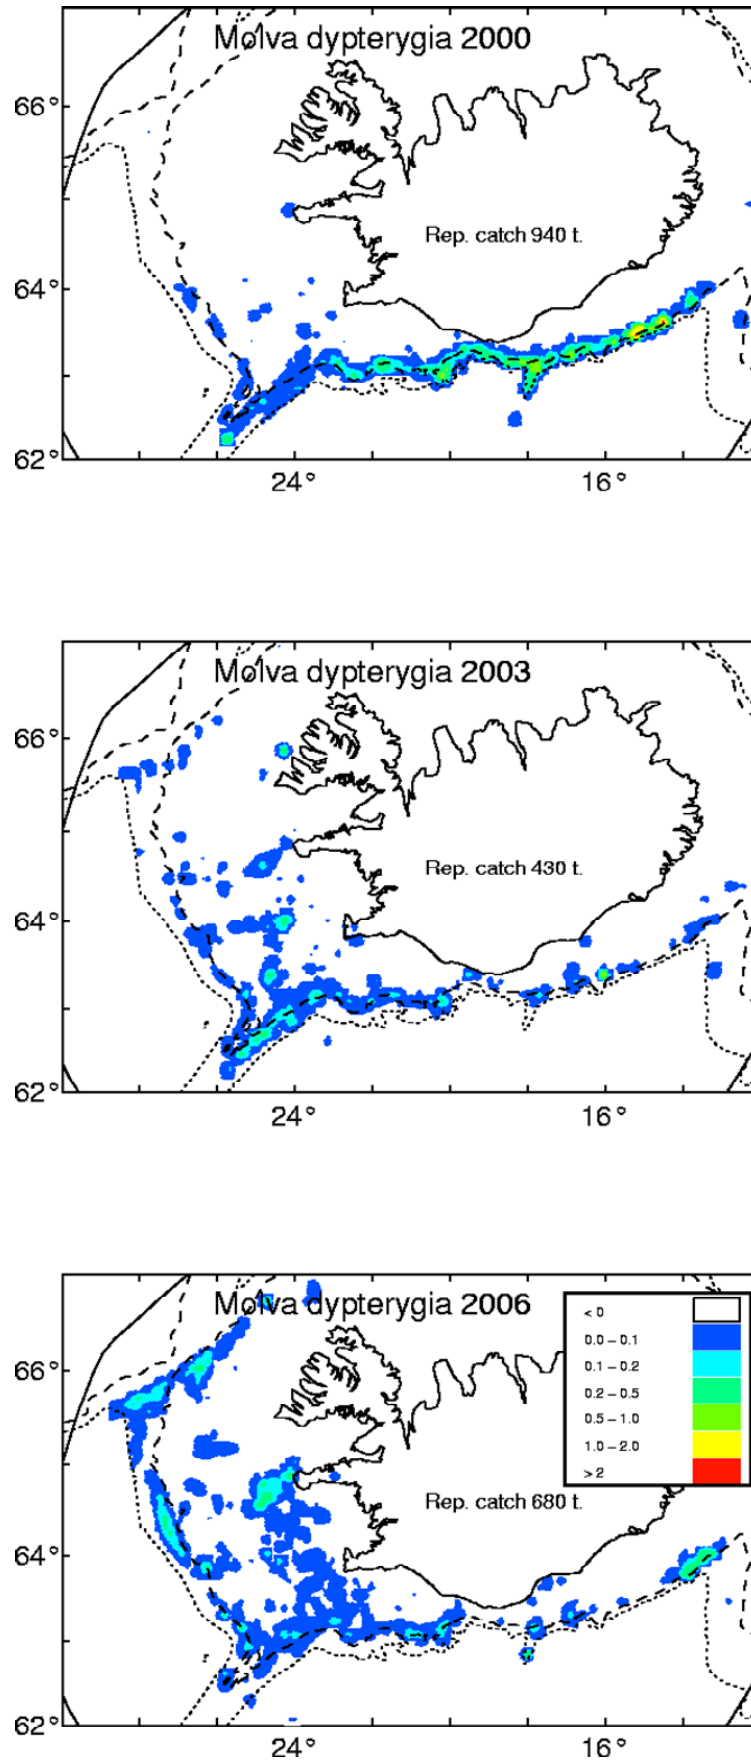 Molva dypterygia 2000
66°
Rep. catch 940 t.
64°
62°
24°
16°
Molva dypterygia 2003
66°
Rep. catch 430 t.
64°
62°
24°
16°
Molva dypterygia 2006
< 0
0.0 – 0.1
0.1 – 0.2
0.2 – 0.5
0.5 – 1.0
1.0 – 2.0
> 2
66°
Rep. catch 680 t.
64°
62°
24°
16°